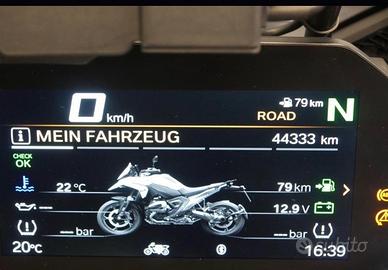 0 km/h
79 km
ROAD N
i MEIN FAHRZEUG 44333 km
CHECK
OK
22 °C 79 km
--- bar 12.9 V
--- bar
20°C 16:39
subito